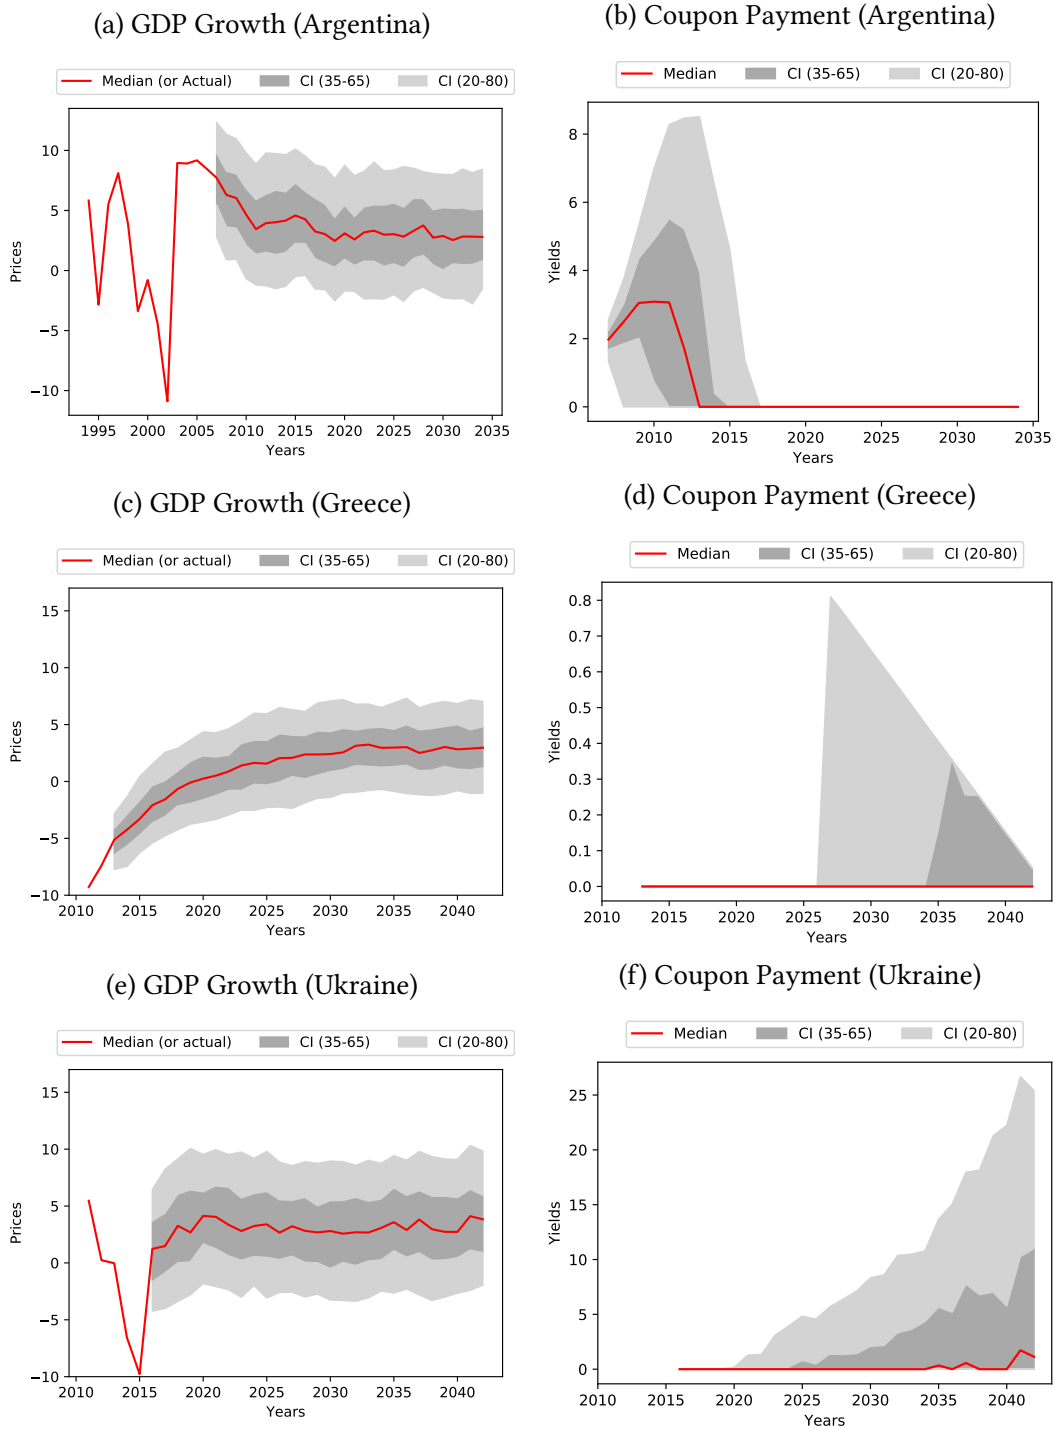 (a) GDP Growth (Argentina)
Median (or Actual) CI (35-65) CI (20-80)
10
5
0
−5
−10
Prices
1995 2000 2005 2010 2015 2020 2025 2030 2035
Years
(b) Coupon Payment (Argentina)
Median CI (35-65) CI (20-80)
8
6
4
2
0
Yields
2010 2015 2020 2025 2030 2035
Years
(c) GDP Growth (Greece)
Median (or actual) CI (35-65) CI (20-80)
15
10
5
0
−5
−10
Prices
2010 2015 2020 2025 2030 2035 2040
Years
(d) Coupon Payment (Greece)
Median CI (35-65) CI (20-80)
0.8
0.7
0.6
0.5
0.4
0.3
0.2
0.1
0.0
Yields
2010 2015 2020 2025 2030 2035 2040
Years
(e) GDP Growth (Ukraine)
Median (or actual) CI (35-65) CI (20-80)
15
10
5
0
−5
−10
Prices
2010 2015 2020 2025 2030 2035 2040
Years
(f) Coupon Payment (Ukraine)
Median CI (35-65) CI (20-80)
25
20
15
10
5
0
Yields
2010 2015 2020 2025 2030 2035 2040
Years